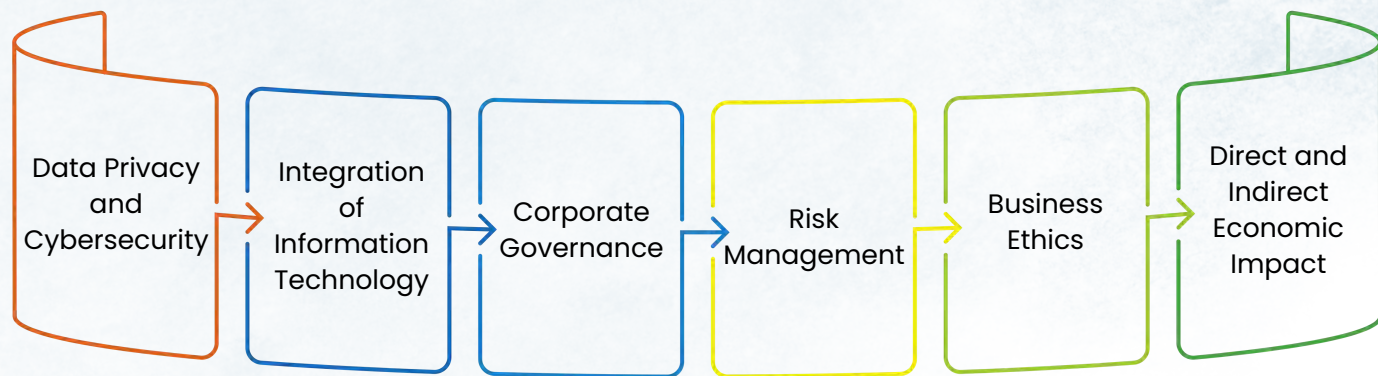 Data Privacy
and
Cybersecurity
Integration
of
Information
Technology
Corporate
Governance
Risk
Management
Business
Ethics
Direct and
Indirect
Economic
Impact